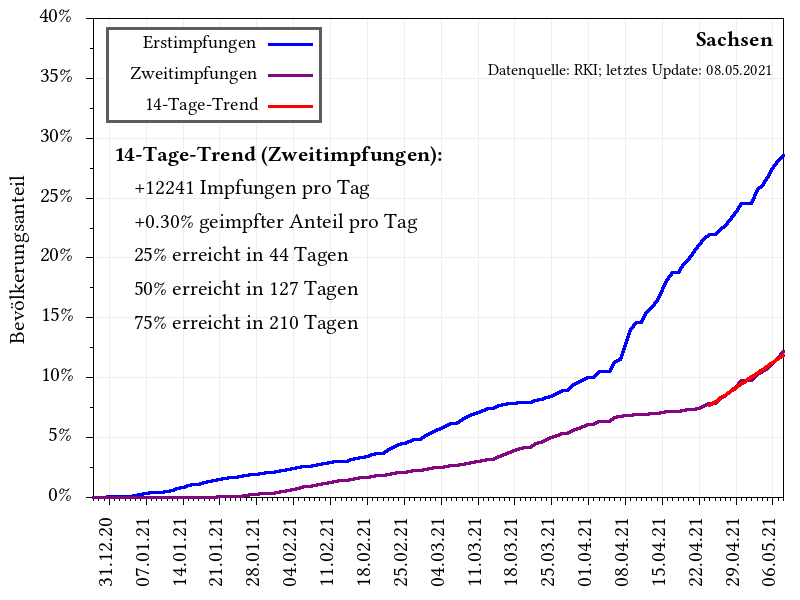 40%
35%
30%
25%
20%
15%
10%
5%
0%
Bevölkerungsanteil
Erstimpfungen
Zweitimpfungen
14-Tage-Trend
Sachsen
Datenquelle: RKI; letztes Update: 08.05.2021
14-Tage-Trend (Zweitimpfungen):
+12241 Impfungen pro Tag
+0.30% geimpfter Anteil pro Tag
25% erreicht in 44 Tagen
50% erreicht in 127 Tagen
75% erreicht in 210 Tagen
31.12.20
07.01.21
14.01.21
21.01.21
28.01.21
04.02.21
11.02.21
18.02.21
25.02.21
04.03.21
11.03.21
18.03.21
25.03.21
01.04.21
08.04.21
15.04.21
22.04.21
29.04.21
06.05.21